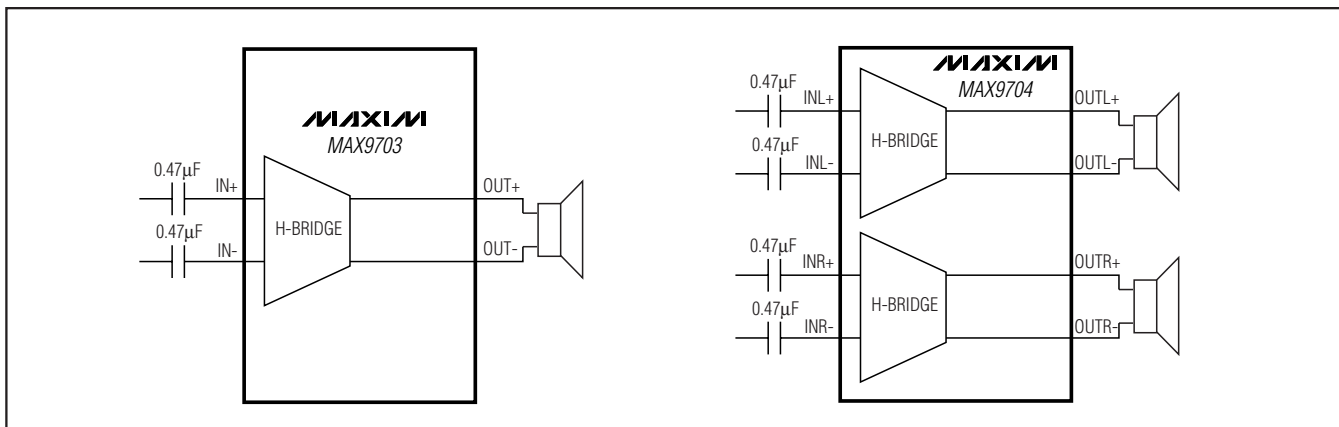 MAXIM
MAX9703
0.47µF
IN+
0.47µF
IN-
H-BRIDGE
OUT+
OUT-
MAXIM
MAX9704
0.47µF
INL+
0.47µF
INL-
H-BRIDGE
OUTL+
OUTL-
0.47µF
INR+
0.47µF
INR-
H-BRIDGE
OUTR+
OUTR-